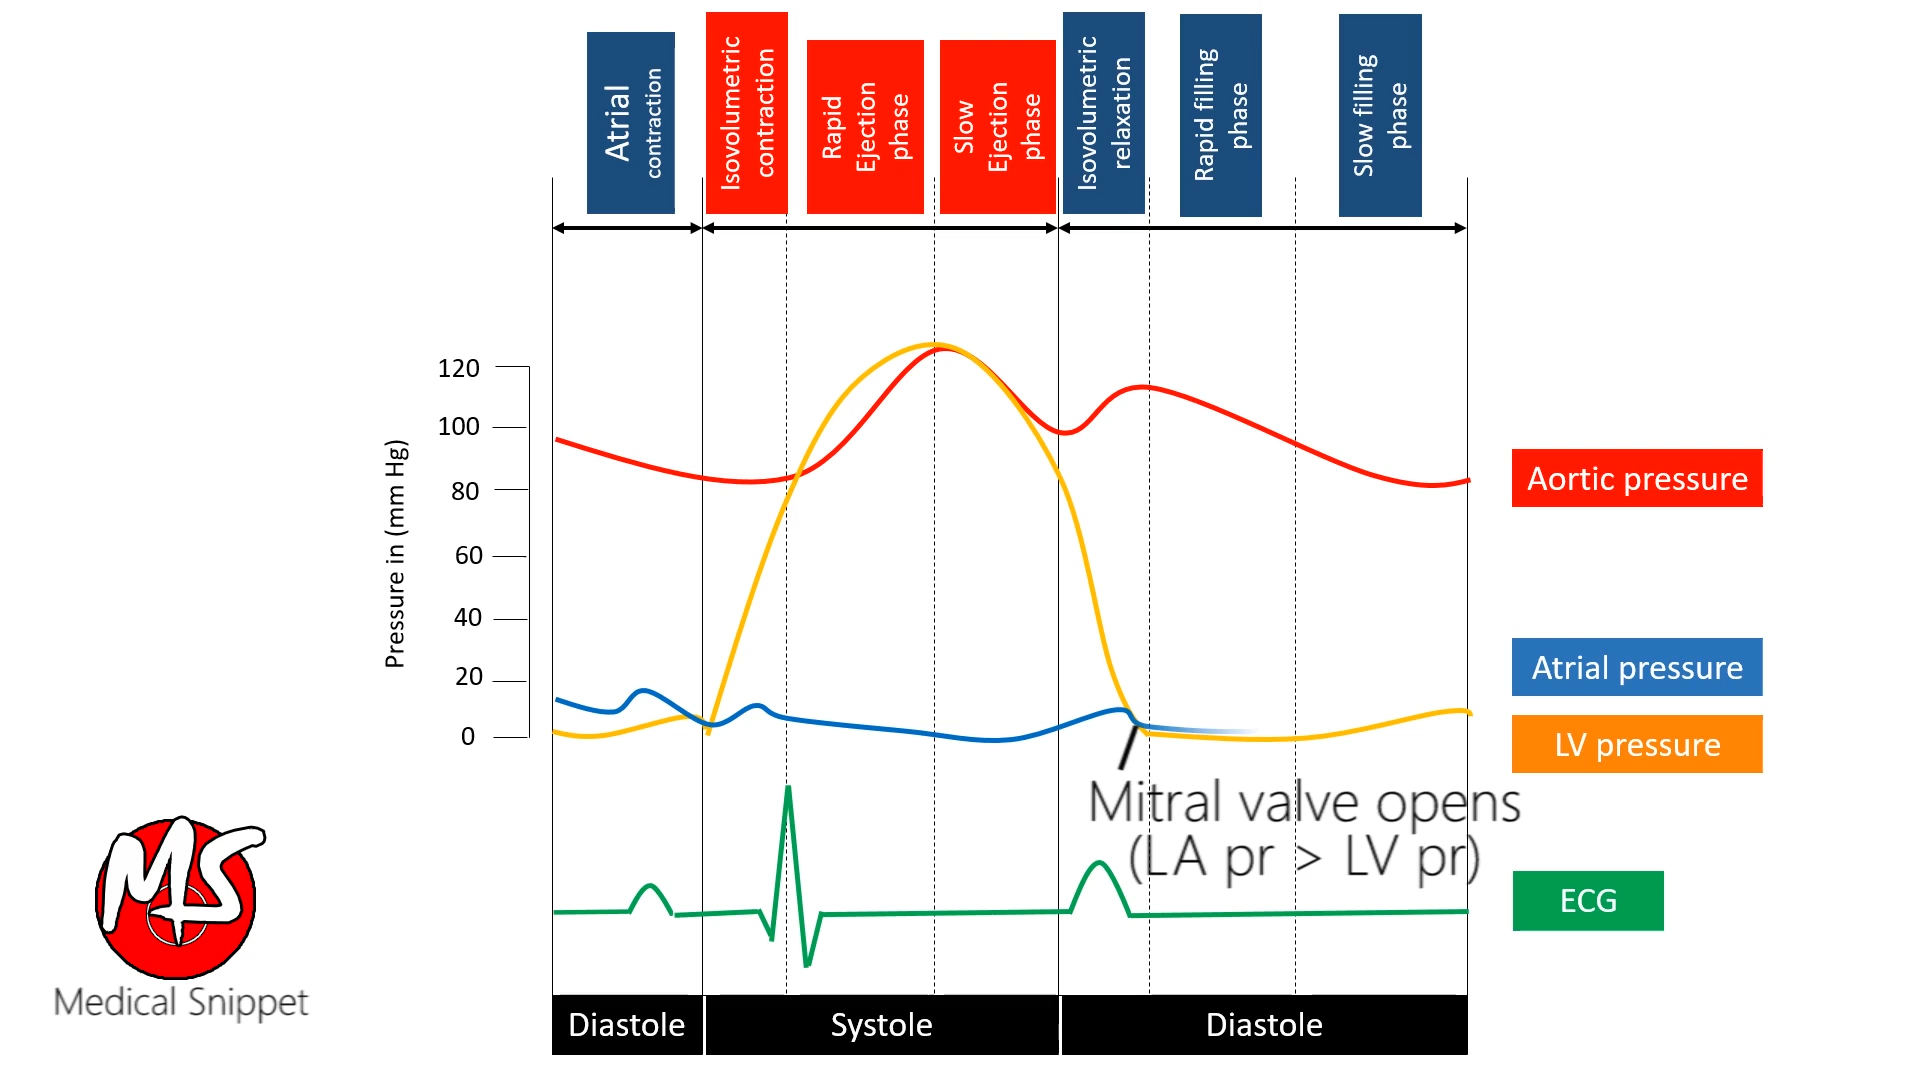 Atrial
contraction
Isovolumetric
contraction
Rapid
Ejection
phase
Slow
Ejection
phase
Isovolumetric
relaxation
Rapid filling
phase
Slow filling
phase
Pressure in (mm Hg)
120
100
80
60
40
20
0
Aortic pressure
Atrial pressure
LV pressure
Mitral valve opens
(LA pr > LV pr)
ECG
MS
Medical Snippet
Diastole
Systole
Diastole